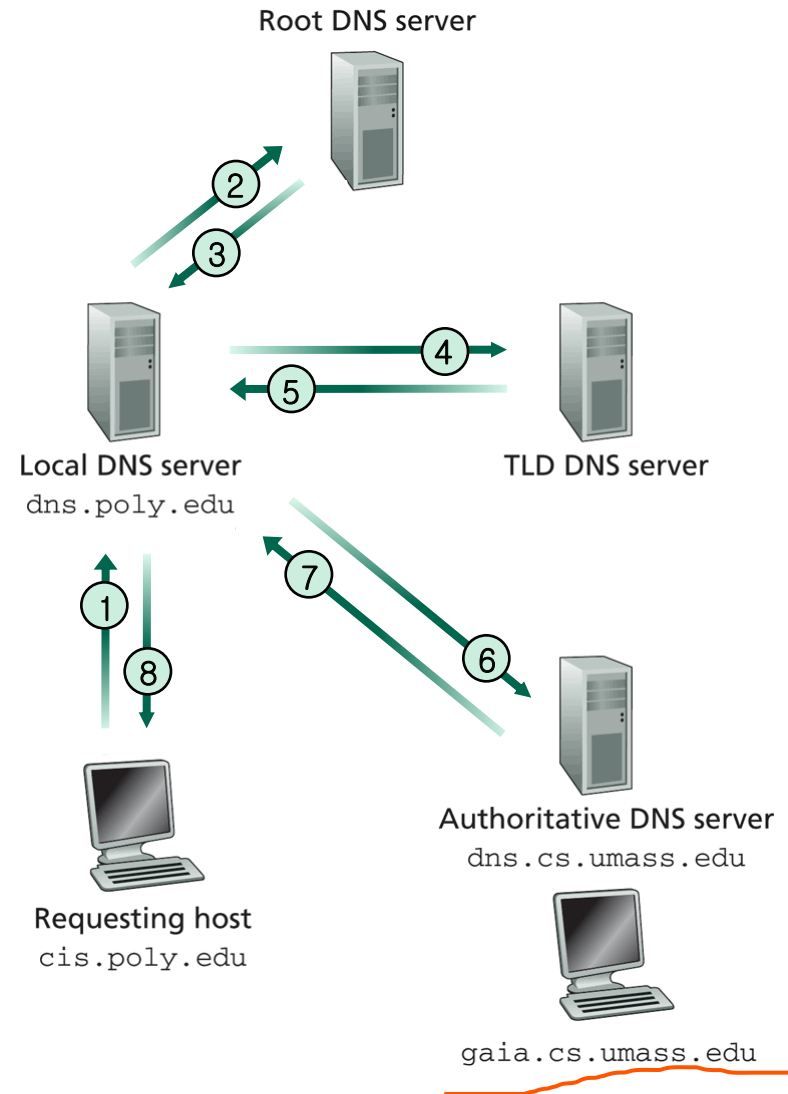 Root DNS server
2
3
4
5
Local DNS server
dns.poly.edu
TLD DNS server
7
1
6
8
Authoritative DNS server
dns.cs.umass.edu
Requesting host
cis.poly.edu
gaia.cs.umass.edu